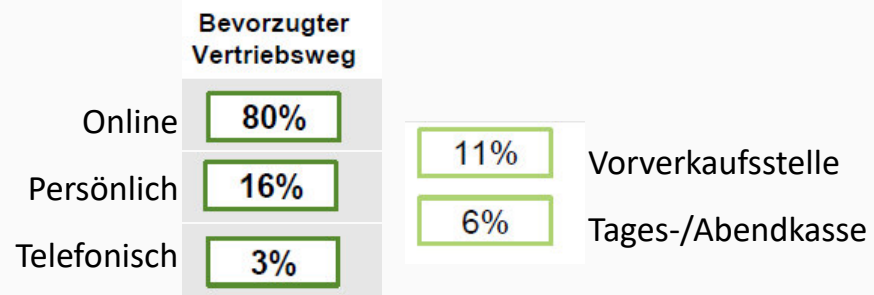 Bevorzugter
Vertriebsweg
Online 80%
11% Vorverkaufsstelle
Persönlich 16%
6% Tages-/Abendkasse
Telefonisch 3%